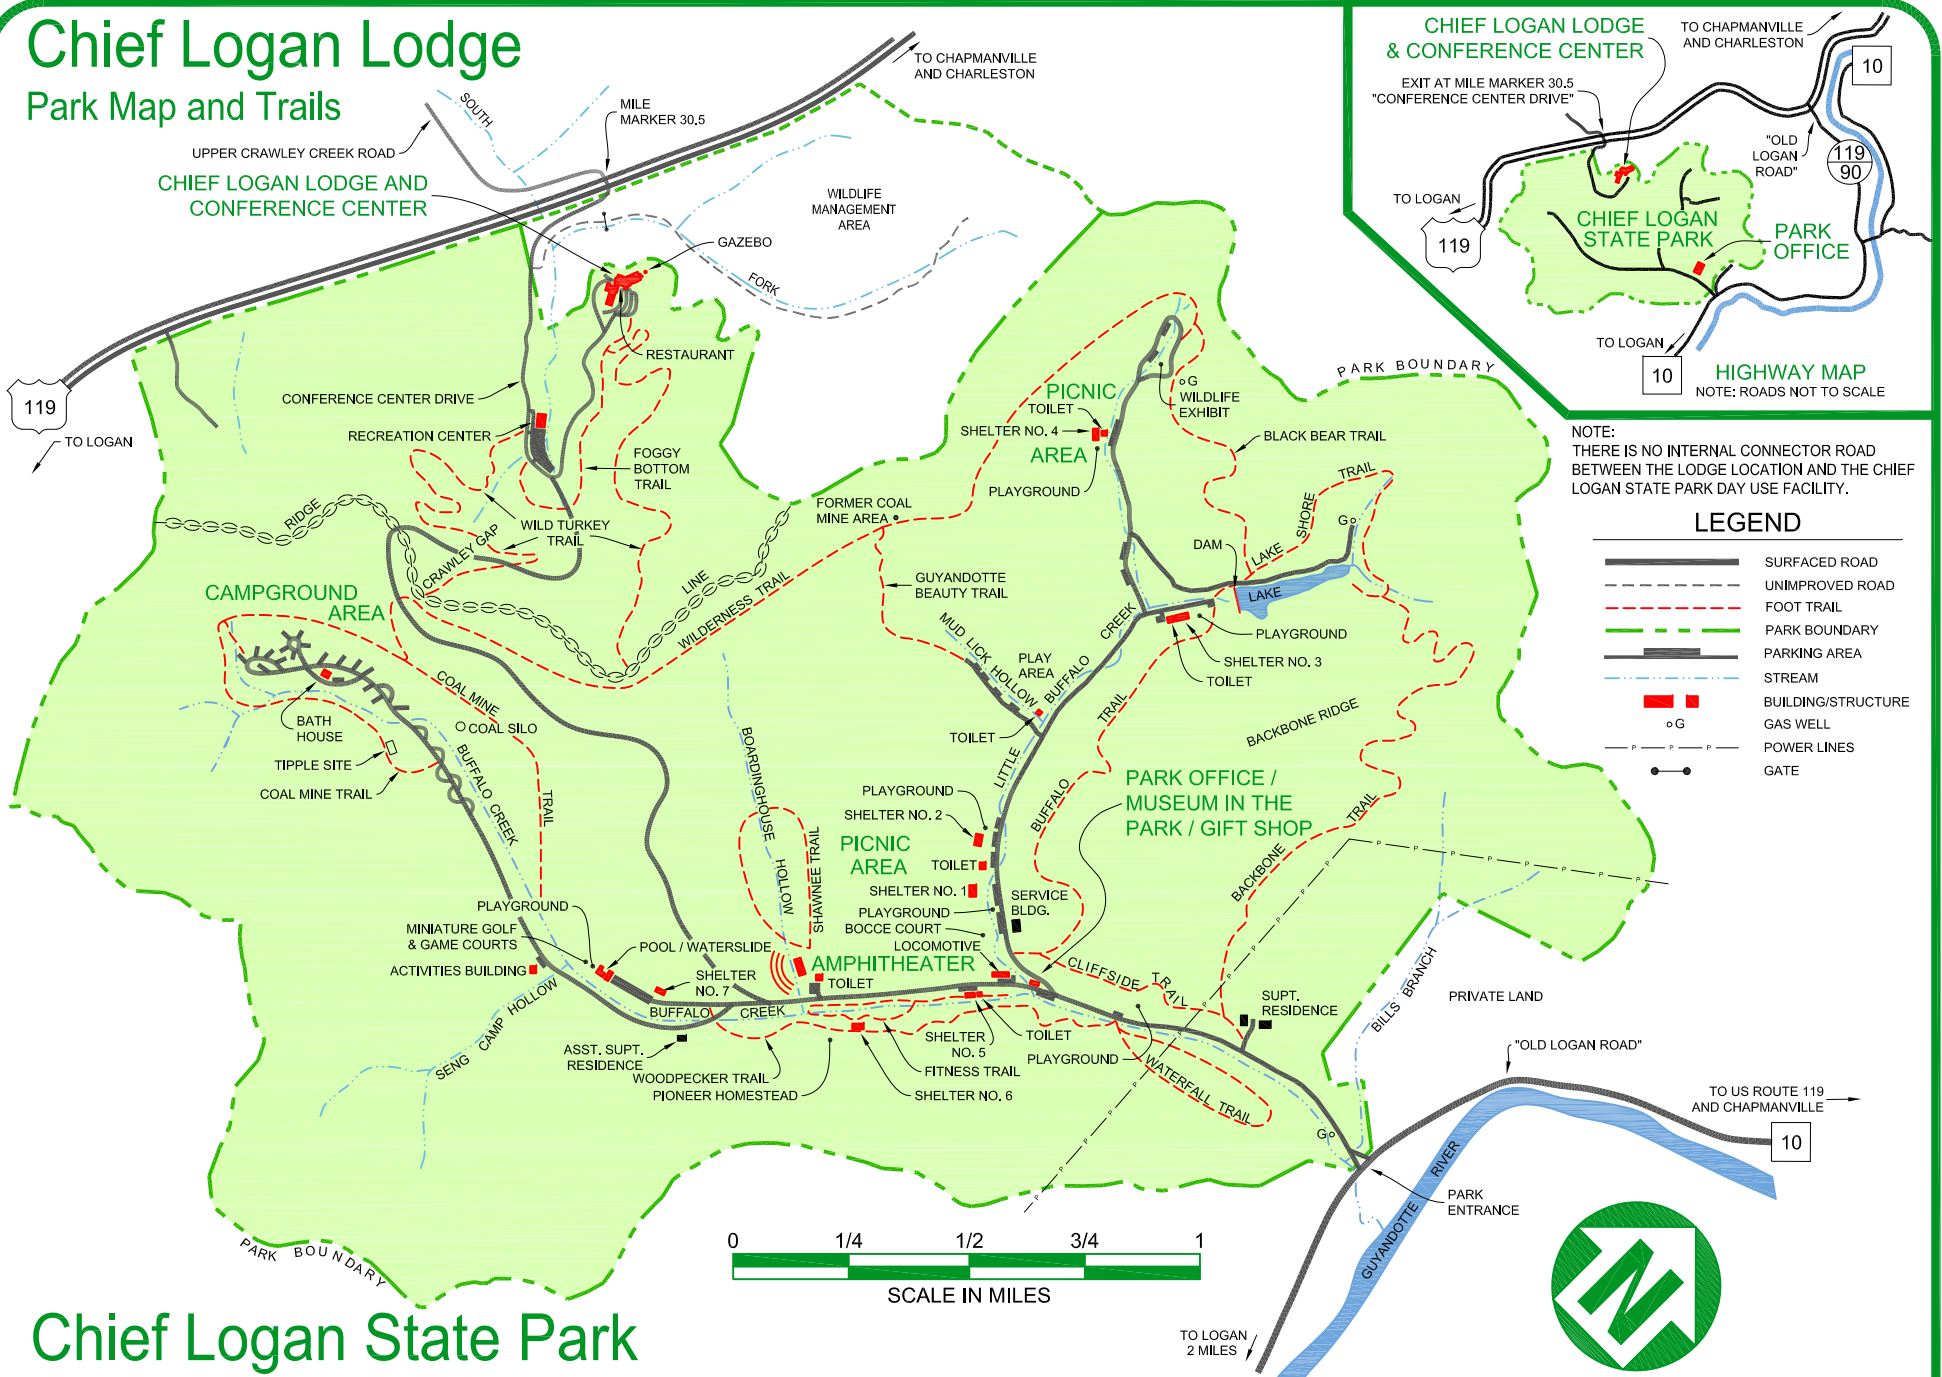 Chief Logan Lodge
Park Map and Trails
TO CHAPMANVILLE
AND CHARLESTON
SOUTH
MILE
MARKER 30.5
UPPER CRAWLEY CREEK ROAD
CHIEF LOGAN LODGE AND
CONFERENCE CENTER
WILDLIFE
MANAGEMENT
AREA
GAZEBO
FORK
RESTAURANT
119
TO LOGAN
CONFERENCE CENTER DRIVE
RECREATION CENTER
FOGGY
BOTTOM
TRAIL
WILD TURKEY
TRAIL
RIDGE
CRAWLEY GAP
LINE
WILDERNESS TRAIL
FORMER COAL
MINE AREA
GUYANDOTTE
BEAUTY TRAIL
PICNIC
AREA
TOILET
SHELTER NO. 4
PLAYGROUND
G
WILDLIFE
EXHIBIT
BLACK BEAR TRAIL
PARK BOUNDARY
LAKE
SHORE
TRAIL
G
DAM
LAKE
PLAYGROUND
SHELTER NO. 3
TOILET
CREEK
BUFFALO
LITTLE
MUD LICK HOLLOW
PLAY
AREA
TOILET
BUFFALO
TRAIL
BACKBONE RIDGE
BACKBONE
TRAIL
CAMPGROUND
AREA
BATH
HOUSE
TIPPLE SITE
COAL MINE TRAIL
COAL MINE
TRAIL
COAL SILO
BUFFALO CREEK
BOARDINGHOUSE
HOLLOW
SHAWNEE TRAIL
PLAYGROUND
SHELTER NO. 2
PICNIC
AREA
TOILET
SHELTER NO. 1
PLAYGROUND
BOCCE COURT
LOCOMOTIVE
SERVICE
BLDG.
PARK OFFICE /
MUSEUM IN THE
PARK / GIFT SHOP
PLAYGROUND
MINIATURE GOLF
& GAME COURTS
ACTIVITIES BUILDING
POOL / WATERSLIDE
SHELTER
NO. 7
AMPHITHEATER
TOILET
BUFFALO
CREEK
SENG CAMP HOLLOW
ASST. SUPT.
RESIDENCE
WOODPECKER TRAIL
PIONEER HOMESTEAD
SHELTER
NO. 5
TOILET
FITNESS TRAIL
SHELTER NO. 6
PLAYGROUND
CLIFFSIDE
TRAIL
WATERFALL TRAIL
SUPT.
RESIDENCE
BILLS BRANCH
PRIVATE LAND
P
P
P
P
P
P
P
P
P
P
P
P
P
G
"OLD LOGAN ROAD"
TO US ROUTE 119
AND CHAPMANVILLE
10
PARK
ENTRANCE
GUYANDOTTE
RIVER
TO LOGAN
2 MILES
PARK BOUNDARY
0 1/4 1/2 3/4 1
SCALE IN MILES
N
Chief Logan State Park
CHIEF LOGAN LODGE
& CONFERENCE CENTER
TO CHAPMANVILLE
AND CHARLESTON
10
EXIT AT MILE MARKER 30.5
"CONFERENCE CENTER DRIVE"
"OLD
LOGAN
ROAD"
119
90
TO LOGAN
119
CHIEF LOGAN
STATE PARK
PARK
OFFICE
TO LOGAN
10
HIGHWAY MAP
NOTE: ROADS NOT TO SCALE
NOTE:
THERE IS NO INTERNAL CONNECTOR ROAD
BETWEEN THE LODGE LOCATION AND THE CHIEF
LOGAN STATE PARK DAY USE FACILITY.
LEGEND
SURFACED ROAD
UNIMPROVED ROAD
FOOT TRAIL
PARK BOUNDARY
PARKING AREA
STREAM
BUILDING/STRUCTURE
G GAS WELL
P P P POWER LINES
GATE